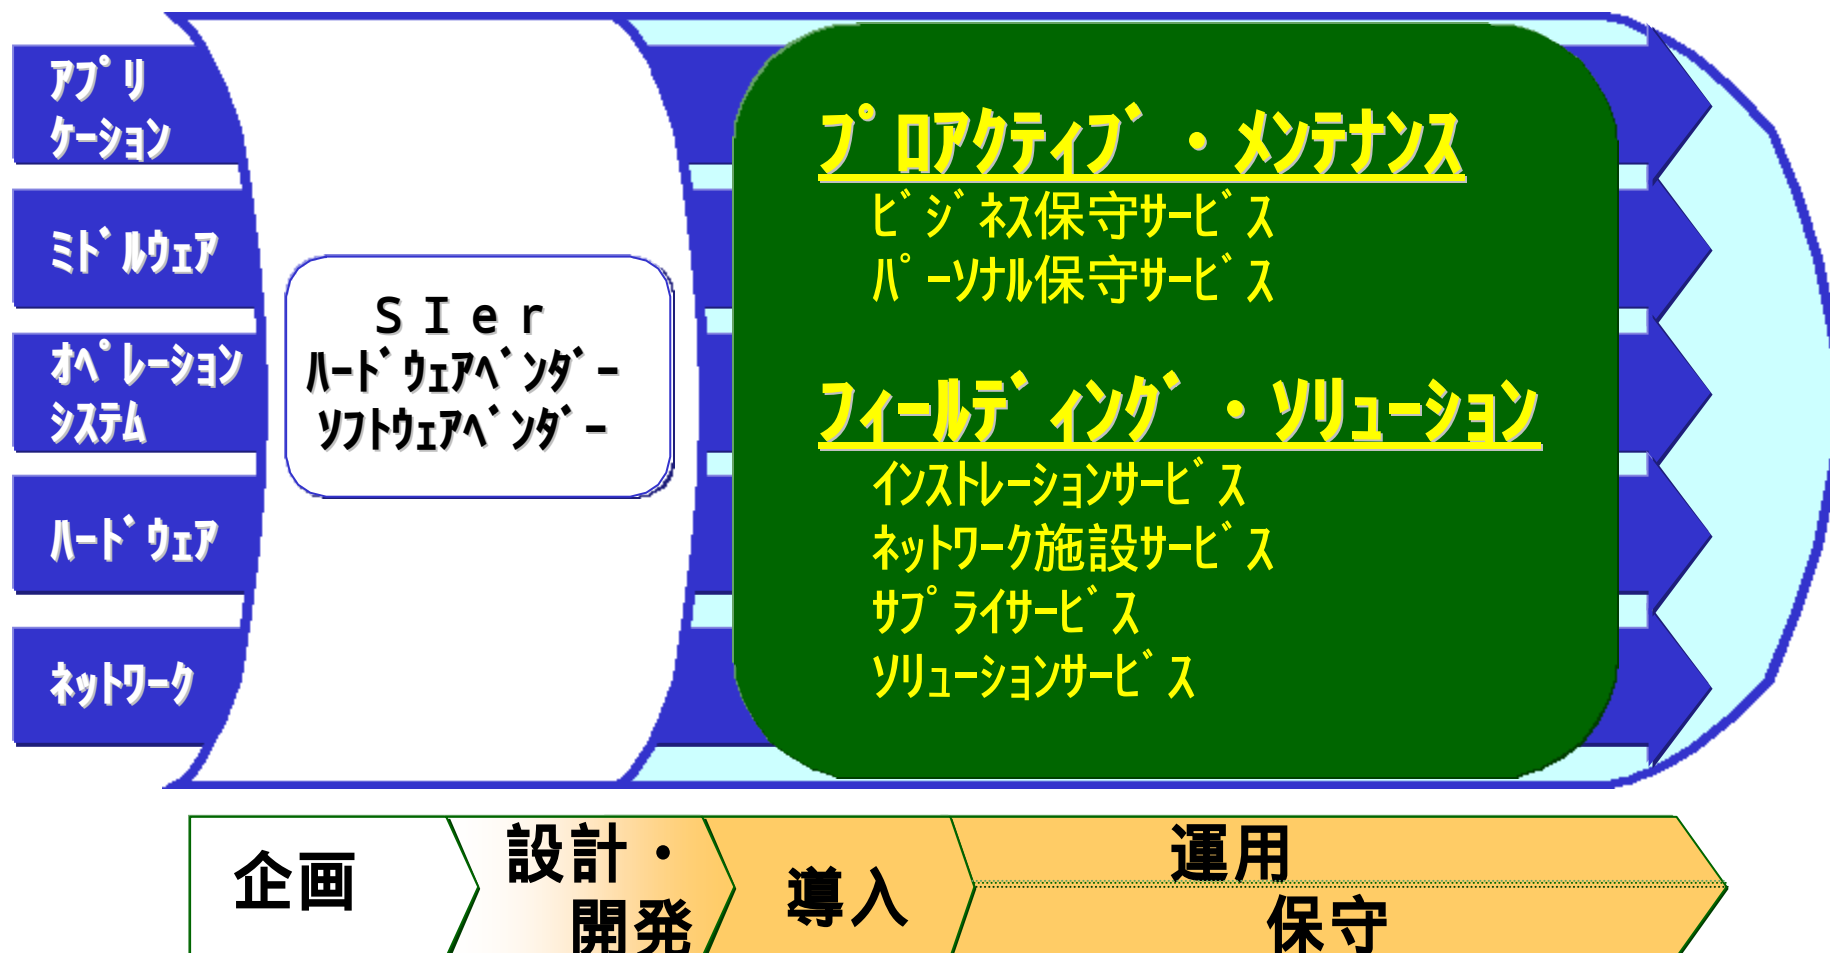 ｱﾌﾟﾘ
ｹｰｼｮﾝ
ﾐﾄﾞﾙｳｪｱ
ｵﾍﾟﾚｰｼｮﾝ
ｼｽﾃﾑ
ﾊｰﾄﾞｳｪｱ
ﾈｯﾄﾜｰｸ
ＳＩｅｒ
ﾊｰﾄﾞｳｪｱﾍﾞﾝﾀﾞｰ
ｿﾌﾄｳｪｱﾍﾞﾝﾀﾞｰ
ﾌﾟﾛｱｸﾃｨﾌﾞ・ﾒﾝﾃﾅﾝｽ
ﾋﾞｼﾞﾈｽ保守ｻｰﾋﾞｽ
ﾊﾟｰｿﾅﾙ保守ｻｰﾋﾞｽ
ﾌｨｰﾙﾃﾞｨﾝｸﾞ・ｿﾘｭｰｼｮﾝ
ｲﾝｽﾄﾚｰｼｮﾝｻｰﾋﾞｽ
ﾈｯﾄﾜｰｸ施設ｻｰﾋﾞｽ
ｻﾌﾟﾗｲｻｰﾋﾞｽ
ｿﾘｭｰｼｮﾝｻｰﾋﾞｽ
企画
設計・
開発
導入
運用
保守